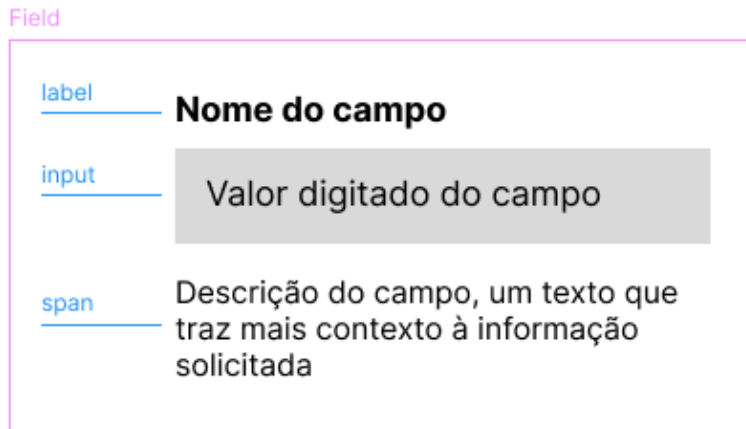 Field
label
Nome do campo
input
Valor digitado do campo
span
Descrição do campo, um texto que
traz mais contexto à informação
solicitada